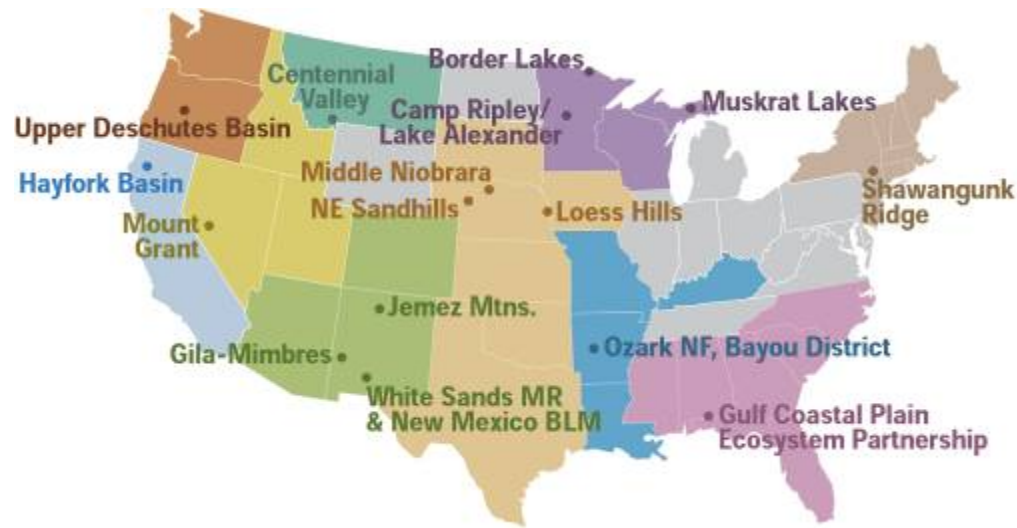 Border Lakes
Centennial
Valley
Camp Ripley/
Lake Alexander
Muskrat Lakes
Upper Deschutes Basin
Hayfork Basin
Middle Niobrara
NE Sandhills
Loess Hills
Shawangunk
Ridge
Mount
Grant
Jemez Mtns.
Gila-Mimbres
Ozark NF, Bayou District
White Sands MR
& New Mexico BLM
Gulf Coastal Plain
Ecosystem Partnership